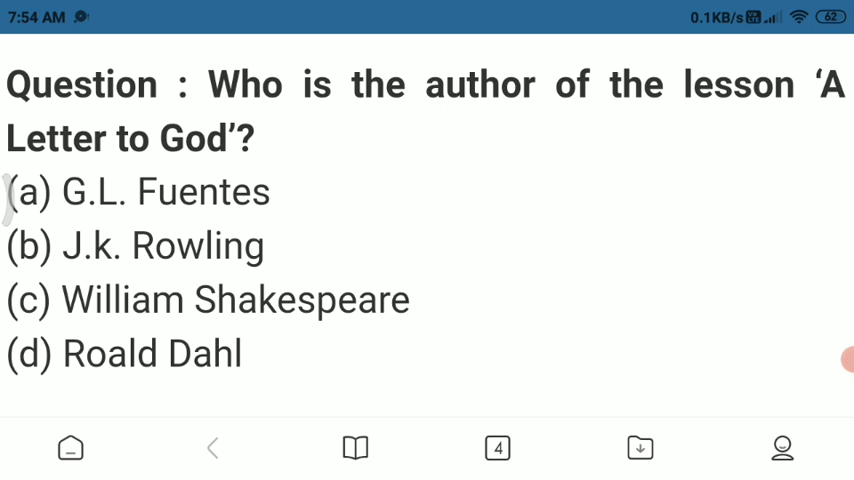 7:54 AM 0.1KB/s 62
Question : Who is the author of the lesson ‘A
Letter to God’?
(a) G.L. Fuentes
(b) J.k. Rowling
(c) William Shakespeare
(d) Roald Dahl
4